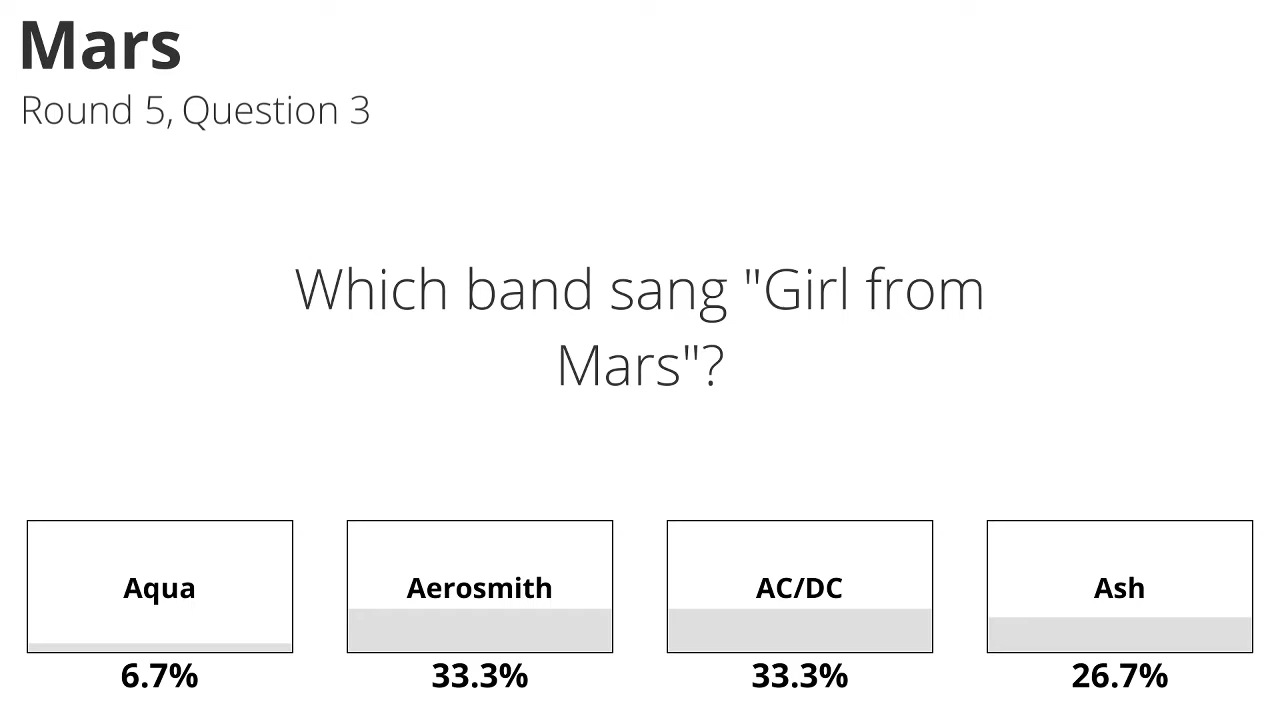 Mars
Round 5, Question 3
Which band sang "Girl from
Mars"?
Aqua
Aerosmith
AC/DC
Ash
6.7%
33.3%
33.3%
26.7%